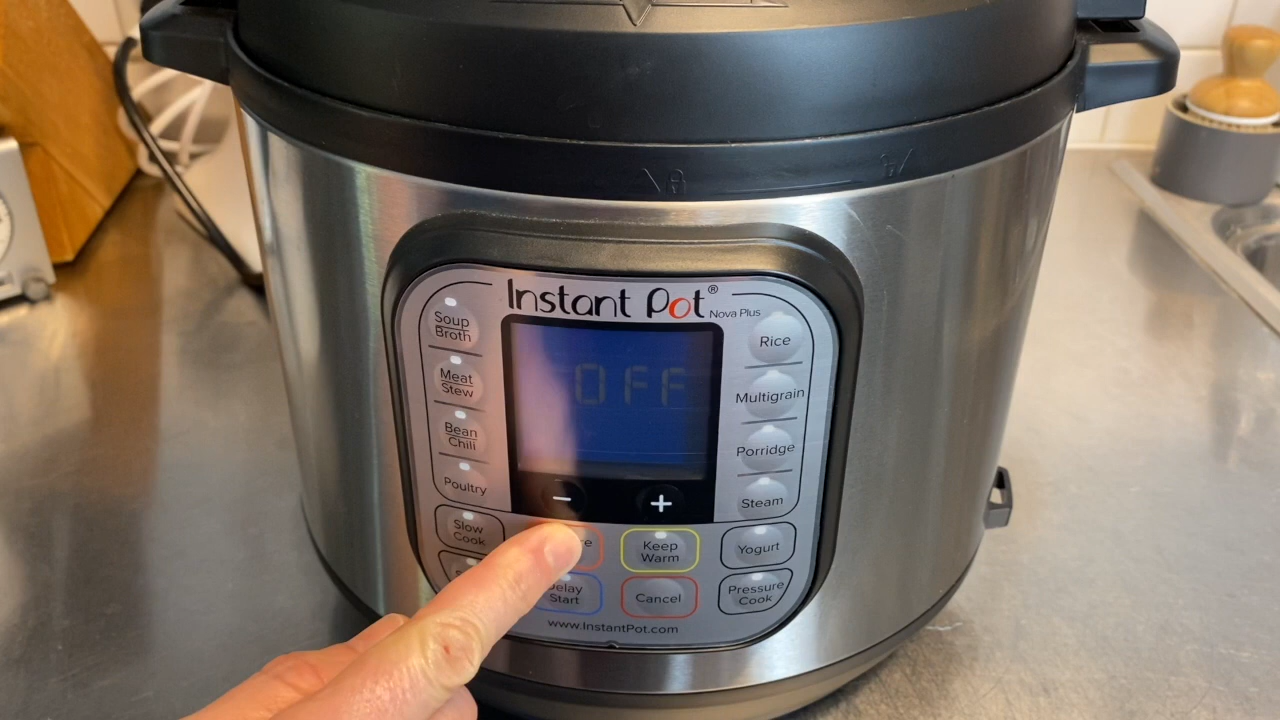 Instant Pot®
Nova Plus
Soup
Broth
Meat
Stew
Bean
Chili
Poultry
OFF
Rice
Multigrain
Porridge
Steam
− +
Slow
Cook
Keep
Warm
Yogurt
Delay
Start
Cancel
Pressure
Cook
www.InstantPot.com